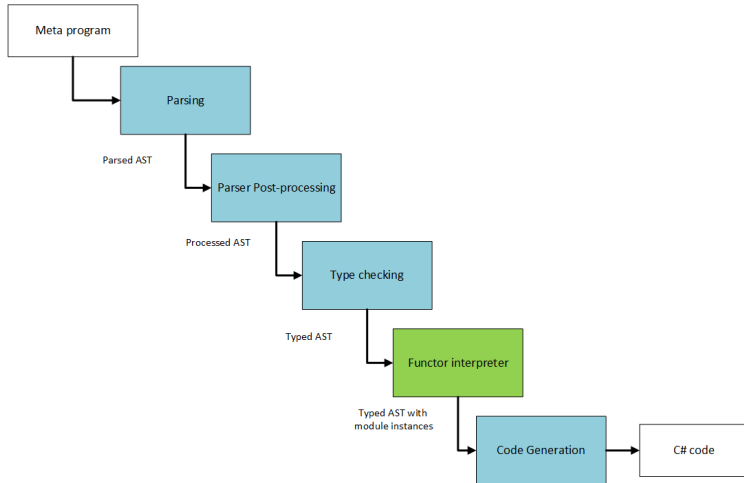 Meta program
Parsing
Parsed AST
Parser Post-processing
Processed AST
Type checking
Typed AST
Functor interpreter
Typed AST with
module instances
Code Generation
C# code